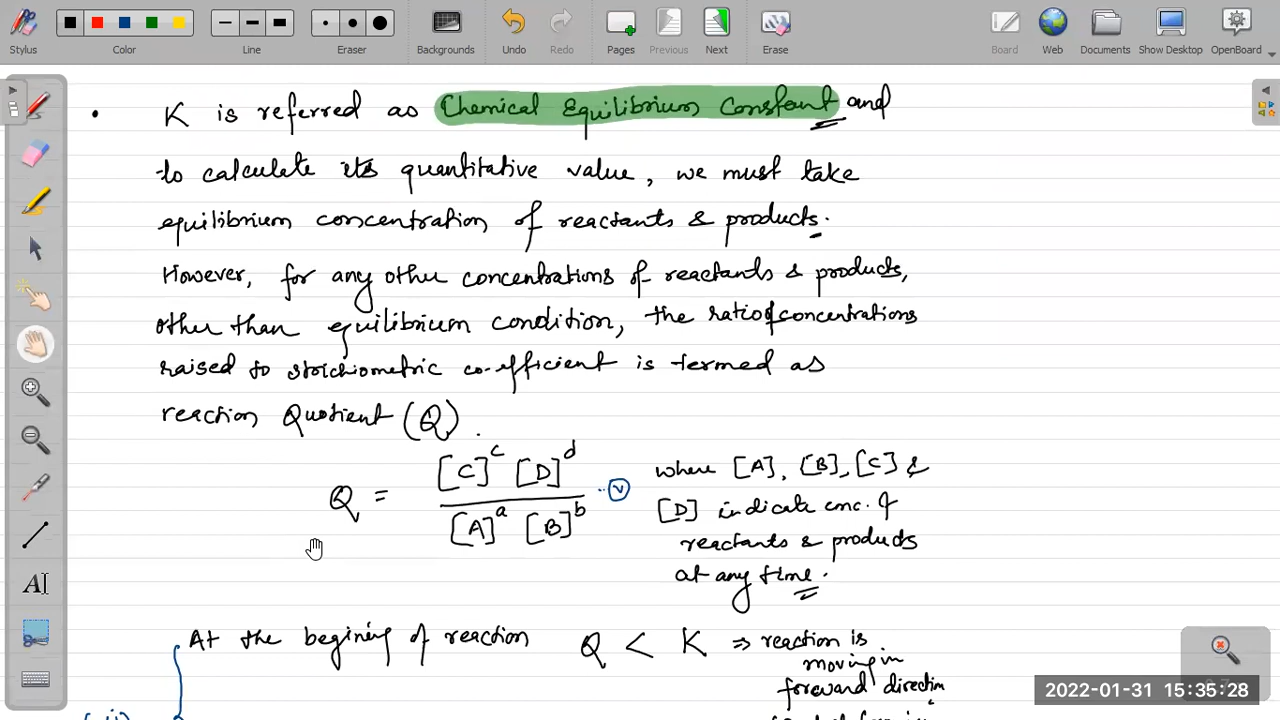 Stylus
Color
Line
Eraser
Backgrounds
Undo
Redo
Pages
Previous
Next
Erase
Board
Web
Documents
Show Desktop
OpenBoard
• K is referred as Chemical Equilibrium Constant and
to calculate its quantitative value, we must take
equilibrium concentration of reactants & products.
However, for any other concentrations of reactants & products,
other than equilibrium condition, the ratio of concentrations
raised to stoichiometric co-efficient is termed as
reaction Quotient (Q).
Q = [C]^c [D]^d / [A]^a [B]^b ..(v)
where [A], [B], [C] &
[D] indicate conc. of
reactants & products
at any time.
At the begining of reaction Q < K ⇒ reaction is
moving in
forward direction
AI
2022-01-31 15:35:28